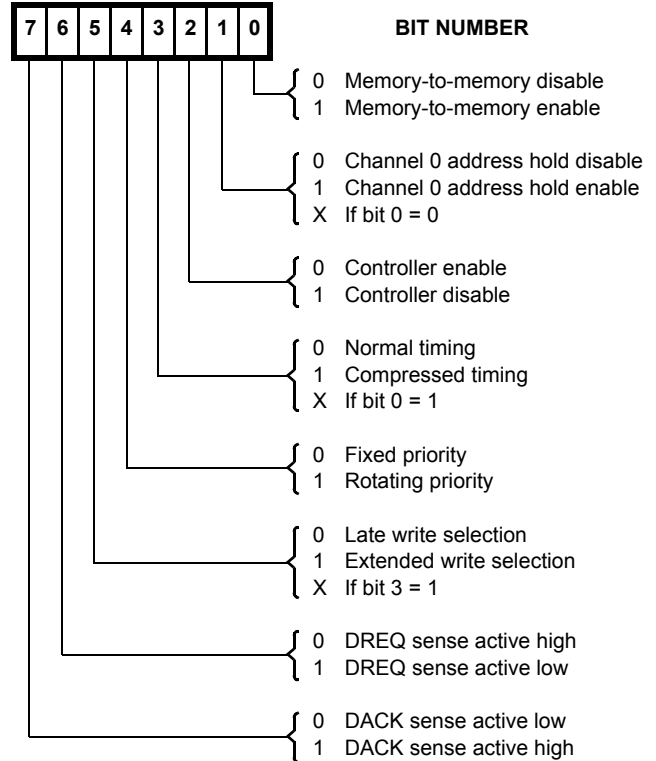 7 6 5 4 3 2 1 0 BIT NUMBER
0 Memory-to-memory disable
1 Memory-to-memory enable
0 Channel 0 address hold disable
1 Channel 0 address hold enable
X If bit 0 = 0
0 Controller enable
1 Controller disable
0 Normal timing
1 Compressed timing
X If bit 0 = 1
0 Fixed priority
1 Rotating priority
0 Late write selection
1 Extended write selection
X If bit 3 = 1
0 DREQ sense active high
1 DREQ sense active low
0 DACK sense active low
1 DACK sense active high